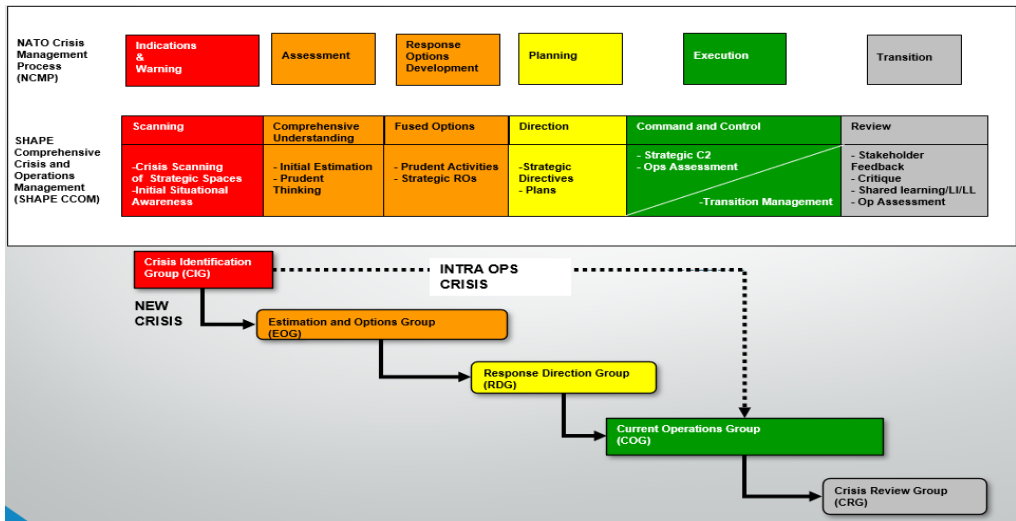 NATO Crisis
Management
Process
(NCMP)
Indications
&
Warning
Assessment
Response
Options
Development
Planning
Execution
Transition
SHAPE
Comprehensive
Crisis and
Operations
Management
(SHAPE CCOM)
Scanning
-Crisis Scanning
of Strategic Spaces
-Initial Situational
Awareness
Comprehensive
Understanding
- Initial Estimation
- Prudent
Thinking
Fused Options
- Prudent Activities
- Strategic ROs
Direction
-Strategic
Directives
- Plans
Command and Control
- Strategic C2
- Ops Assessment
-Transition Management
Review
- Stakeholder
Feedback
- Critique
- Shared learning/LI/LL
- Op Assessment
Crisis Identification
Group (CIG)
INTRA OPS
CRISIS
NEW
CRISIS
Estimation and Options Group
(EOG)
Response Direction Group
(RDG)
Current Operations Group
(COG)
Crisis Review Group
(CRG)